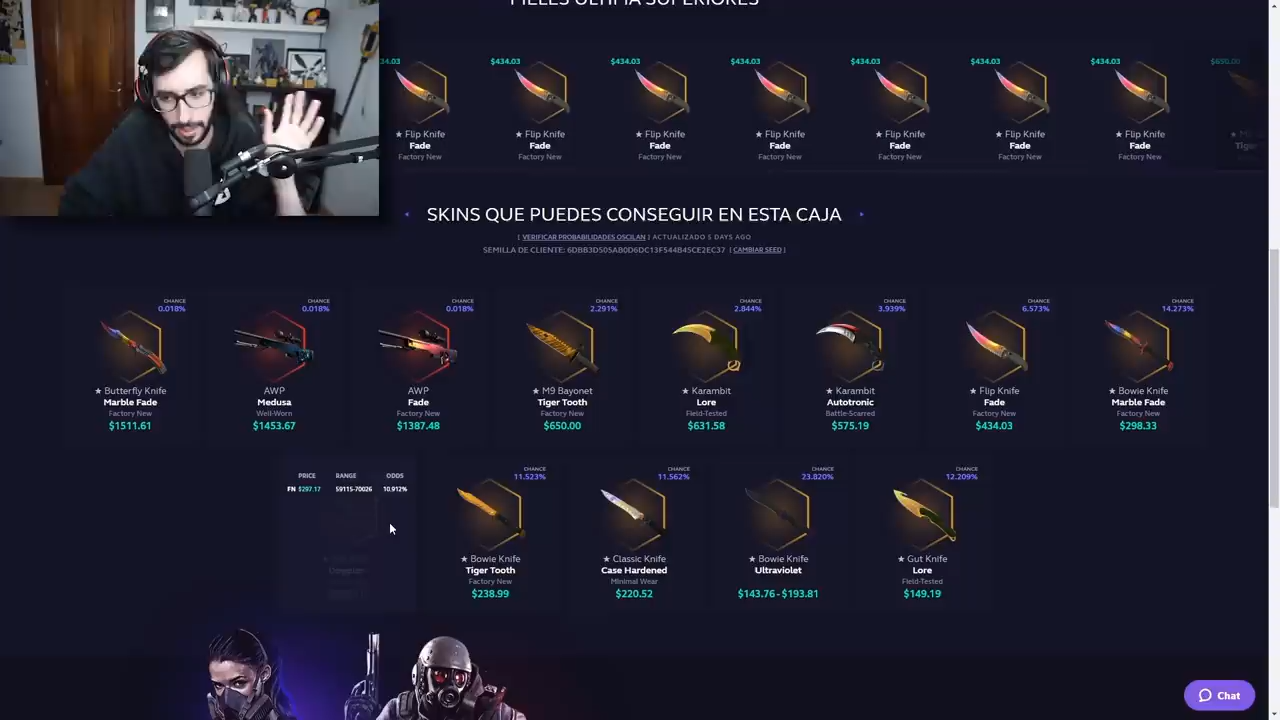 PIELES ÚLTIMA SUPERIORES
34.03
$434.03
$434.03
$434.03
$434.03
$434.03
$434.03
$650.00
★ Flip Knife
Fade
Factory New
★ Flip Knife
Fade
Factory New
★ Flip Knife
Fade
Factory New
★ Flip Knife
Fade
Factory New
★ Flip Knife
Fade
Factory New
★ Flip Knife
Fade
Factory New
★ Flip Knife
Fade
Factory New
SKINS QUE PUEDES CONSEGUIR EN ESTA CAJA
[ VERIFICAR PROBABILIDADES OSCILAN ] ACTUALIZADO 5 DAYS AGO
SEMILLA DE CLIENTE: 6DBB3D505AB0D6DC13F544B45CE2EC37 [ CAMBIAR SEED ]
CHANCE
0.018%
★ Butterfly Knife
Marble Fade
Factory New
$1511.61
CHANCE
0.018%
AWP
Medusa
Well-Worn
$1453.67
CHANCE
0.018%
AWP
Fade
Factory New
$1387.48
CHANCE
2.291%
★ M9 Bayonet
Tiger Tooth
Factory New
$650.00
CHANCE
2.844%
★ Karambit
Lore
Field-Tested
$631.58
CHANCE
3.939%
★ Karambit
Autotronic
Battle-Scarred
$575.19
CHANCE
6.573%
★ Flip Knife
Fade
Factory New
$434.03
CHANCE
14.273%
★ Bowie Knife
Marble Fade
Factory New
$298.33
PRICE RANGE ODDS
FN $297.17 59115-70026 10.912%
CHANCE
11.523%
★ Bowie Knife
Tiger Tooth
Factory New
$238.99
CHANCE
11.562%
★ Classic Knife
Case Hardened
Minimal Wear
$220.52
CHANCE
23.820%
★ Bowie Knife
Ultraviolet
$143.76 - $193.81
CHANCE
12.209%
★ Gut Knife
Lore
Field-Tested
$149.19
Chat